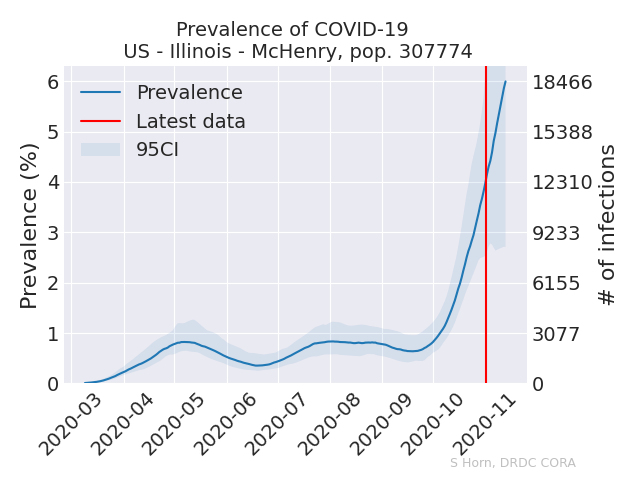 Prevalence of COVID-19
US - Illinois - McHenry, pop. 307774
Prevalence
Latest data
95CI
Prevalence (%)
6
5
4
3
2
1
0
18466
15388
12310
9233
6155
3077
0
# of infections
2020-03
2020-04
2020-05
2020-06
2020-07
2020-08
2020-09
2020-10
2020-11
S Horn, DRDC CORA